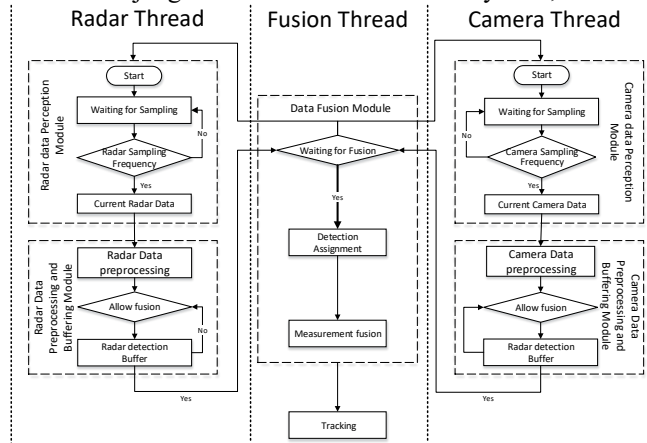 Radar Thread
Fusion Thread
Camera Thread
Radar data Perception
Module
Start
Waiting for Sampling
No
Radar Sampling
Frequency
Yes
Current Radar Data
Radar Data
Preprocessing and
Buffering Module
Radar Data
preprocessing
Allow fusion
No
Radar detection
Buffer
Yes
Data Fusion Module
Waiting for Fusion
Yes
Detection
Assignment
Measurement fusion
Tracking
Start
Waiting for Sampling
No
Camera Sampling
Frequency
Yes
Current Camera Data
Camera data Perception
Module
Camera Data
preprocessing
Allow fusion
Radar detection
Buffer
Yes
Camera Data
Preprocessing and
Buffering Module